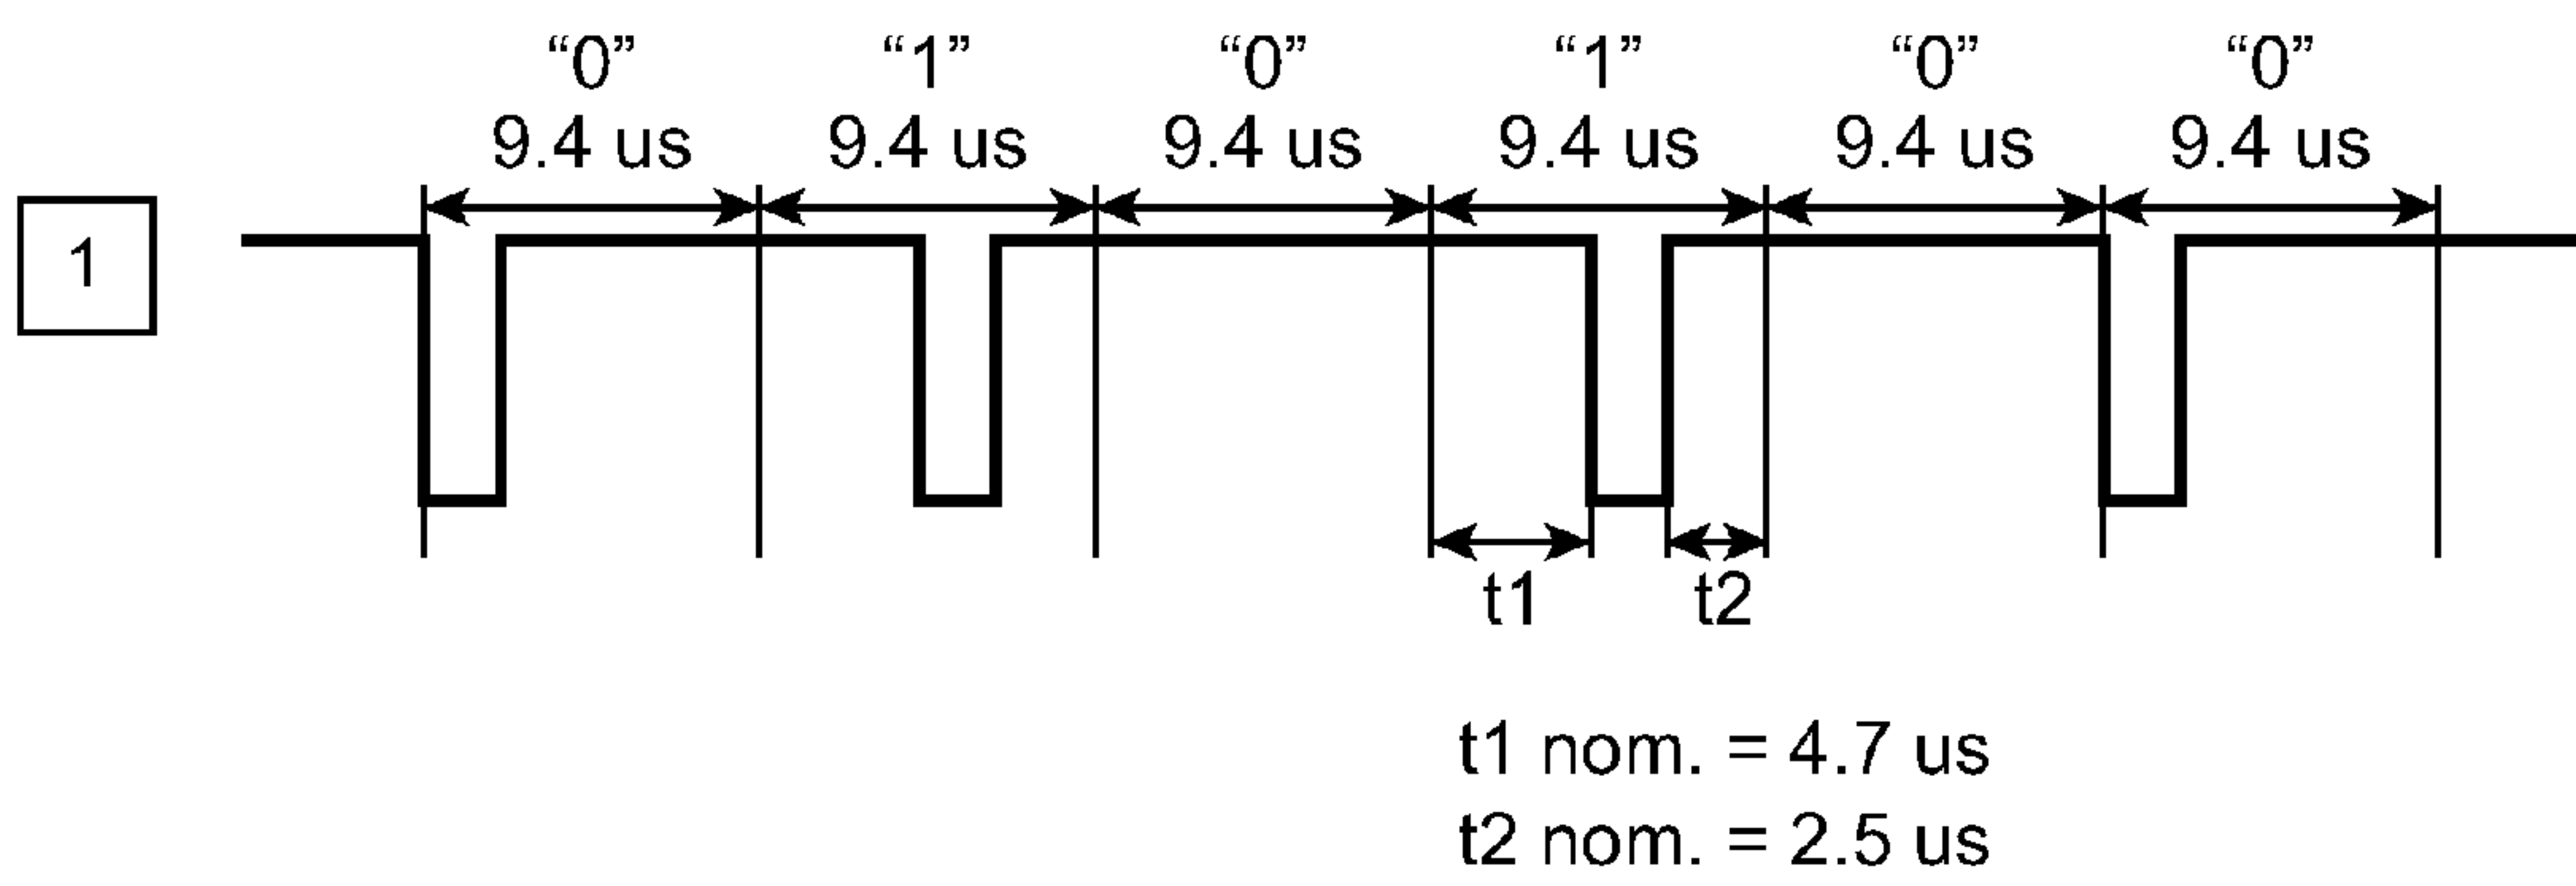 “0” “1” “0” “1” “0” “0”
9.4 us 9.4 us 9.4 us 9.4 us 9.4 us 9.4 us
1
t1 t2
t1 nom. = 4.7 us
t2 nom. = 2.5 us